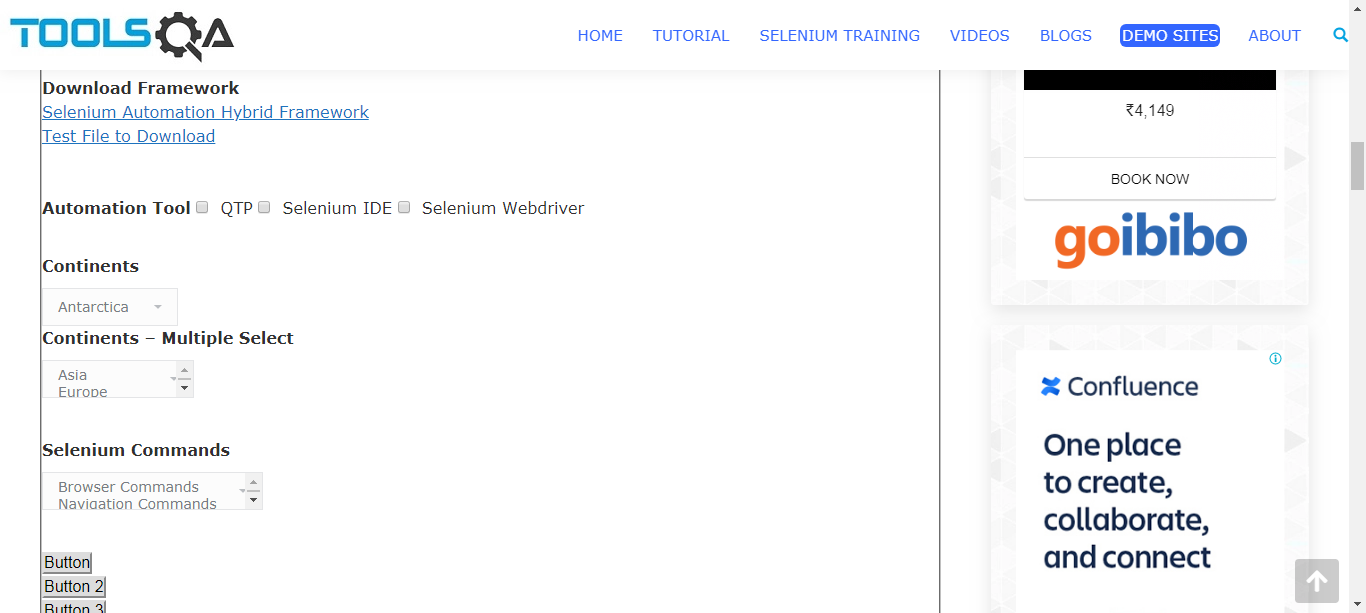 TOOLSQA
HOME TUTORIAL SELENIUM TRAINING VIDEOS BLOGS DEMO SITES ABOUT
Download Framework
Selenium Automation Hybrid Framework
Test File to Download
Automation Tool QTP Selenium IDE Selenium Webdriver
Continents
Antarctica
Continents – Multiple Select
Asia
Europe
Selenium Commands
Browser Commands
Navigation Commands
Button
Button 2
Button 3
₹4,149
BOOK NOW
goibibo
Confluence
One place
to create,
collaborate,
and connect